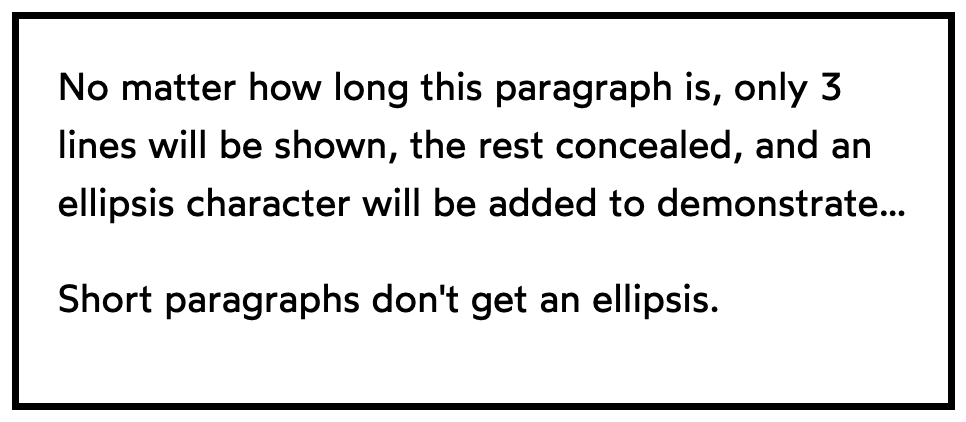 No matter how long this paragraph is, only 3
lines will be shown, the rest concealed, and an
ellipsis character will be added to demonstrate...
Short paragraphs don't get an ellipsis.